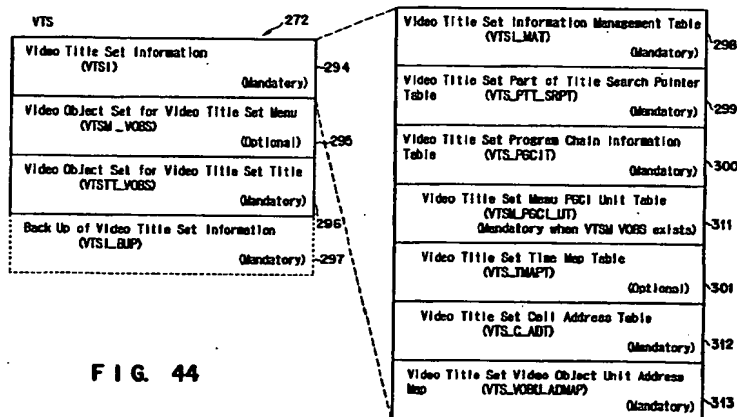 VTS
272
Video Title Set Information
(VTSI)
(Mandatory)
294
Video Object Set for Video Title Set Menu
(VTSM_VOBS)
(Optional)
295
Video Object Set for Video Title Set Title
(VTSTT_VOBS)
(Mandatory)
296
Back Up of Video Title Set Information
(VTSI_BUP)
(Mandatory)
297
Video Title Set Information Management Table
(VTSI_MAT)
(Mandatory)
298
Video Title Set Part of Title Search Pointer
Table (VTS_PTT_SRPT)
(Mandatory)
299
Video Title Set Program Chain Information
Table (VTS_PGCIT)
(Mandatory)
300
Video Title Set Menu PGCI Unit Table
(VTSM_PGCI_UT)
(Mandatory when VTSM VOBS exists)
311
Video Title Set Time Map Table
(VTS_TMAPT)
(Optional)
301
Video Title Set Cell Address Table
(VTS_C_ADT)
(Mandatory)
312
Video Title Set Video Object Unit Address
Map (VTS_VOBU_ADMAP)
(Mandatory)
313
FIG. 44